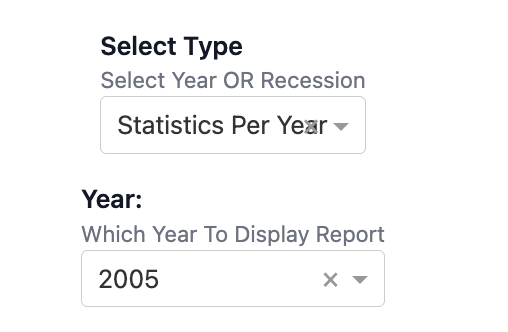 Select Type
Select Year OR Recession
Statistics Per Year
Year:
Which Year To Display Report
2005